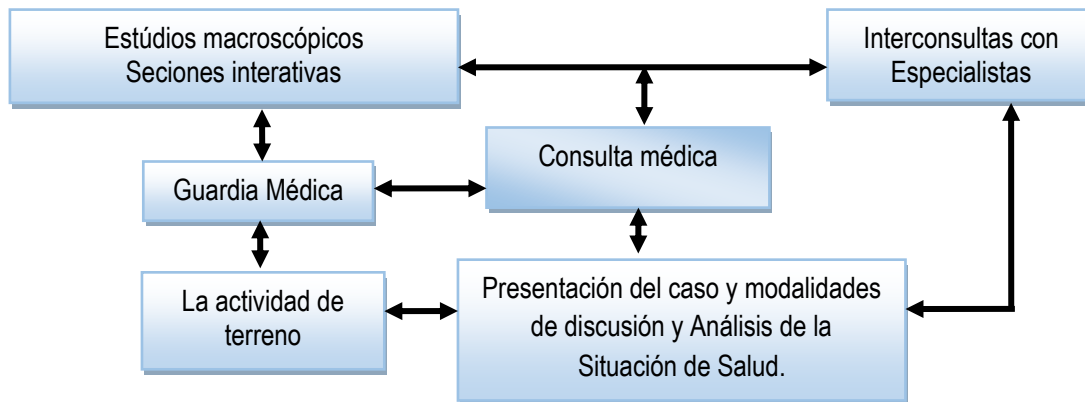 Estúdios macroscópicos
Seciones interativas
Interconsultas con
Especialistas
Consulta médica
Guardia Médica
La actividad de
terreno
Presentación del caso y modalidades
de discusión y Análisis de la
Situación de Salud.